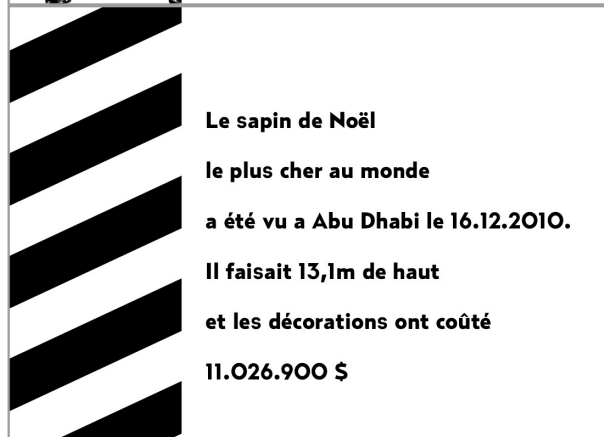 Le sapin de Noël
le plus cher au monde
a été vu a Abu Dhabi le 16.12.2010.
Il faisait 13,1m de haut
et les décorations ont coûté
11.026.900 $